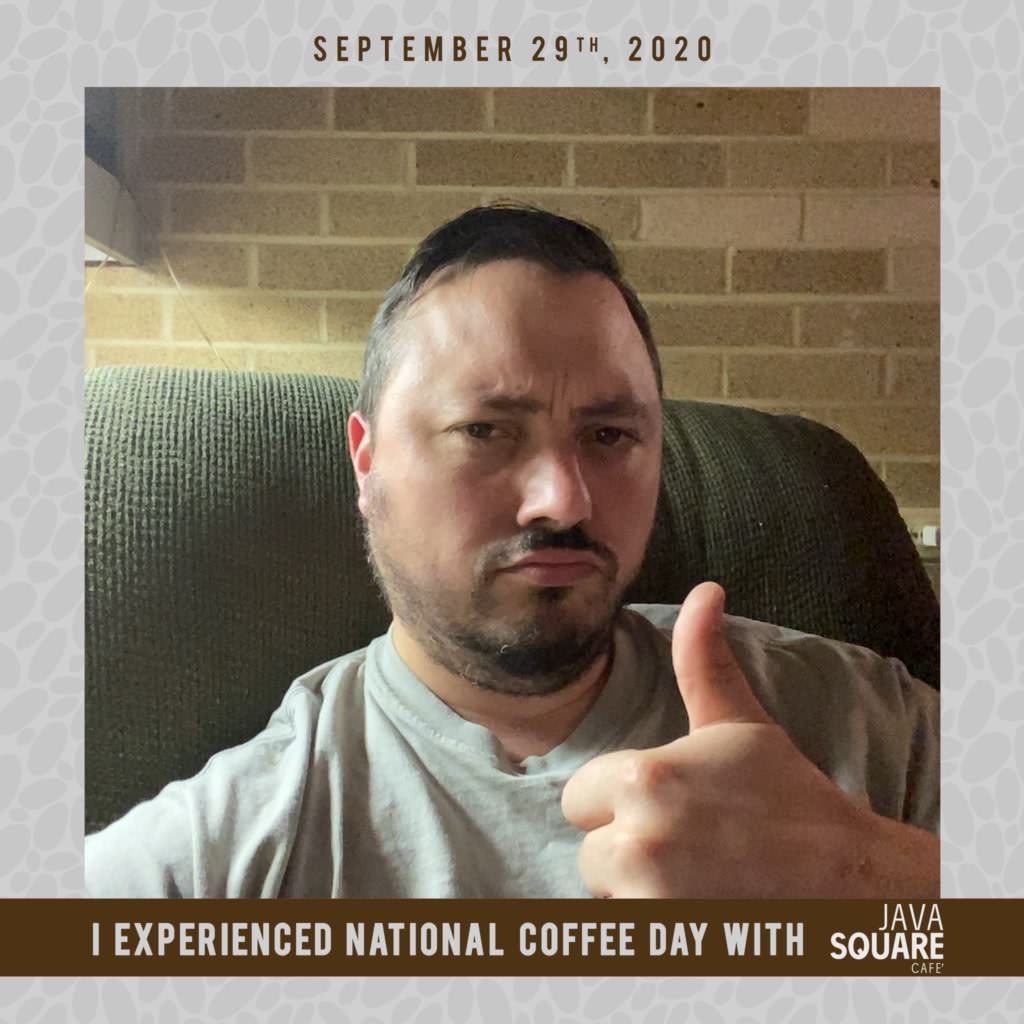 SEPTEMBER 29TH, 2020
I EXPERIENCED NATIONAL COFFEE DAY WITH
JAVA
SQUARE
CAFE'